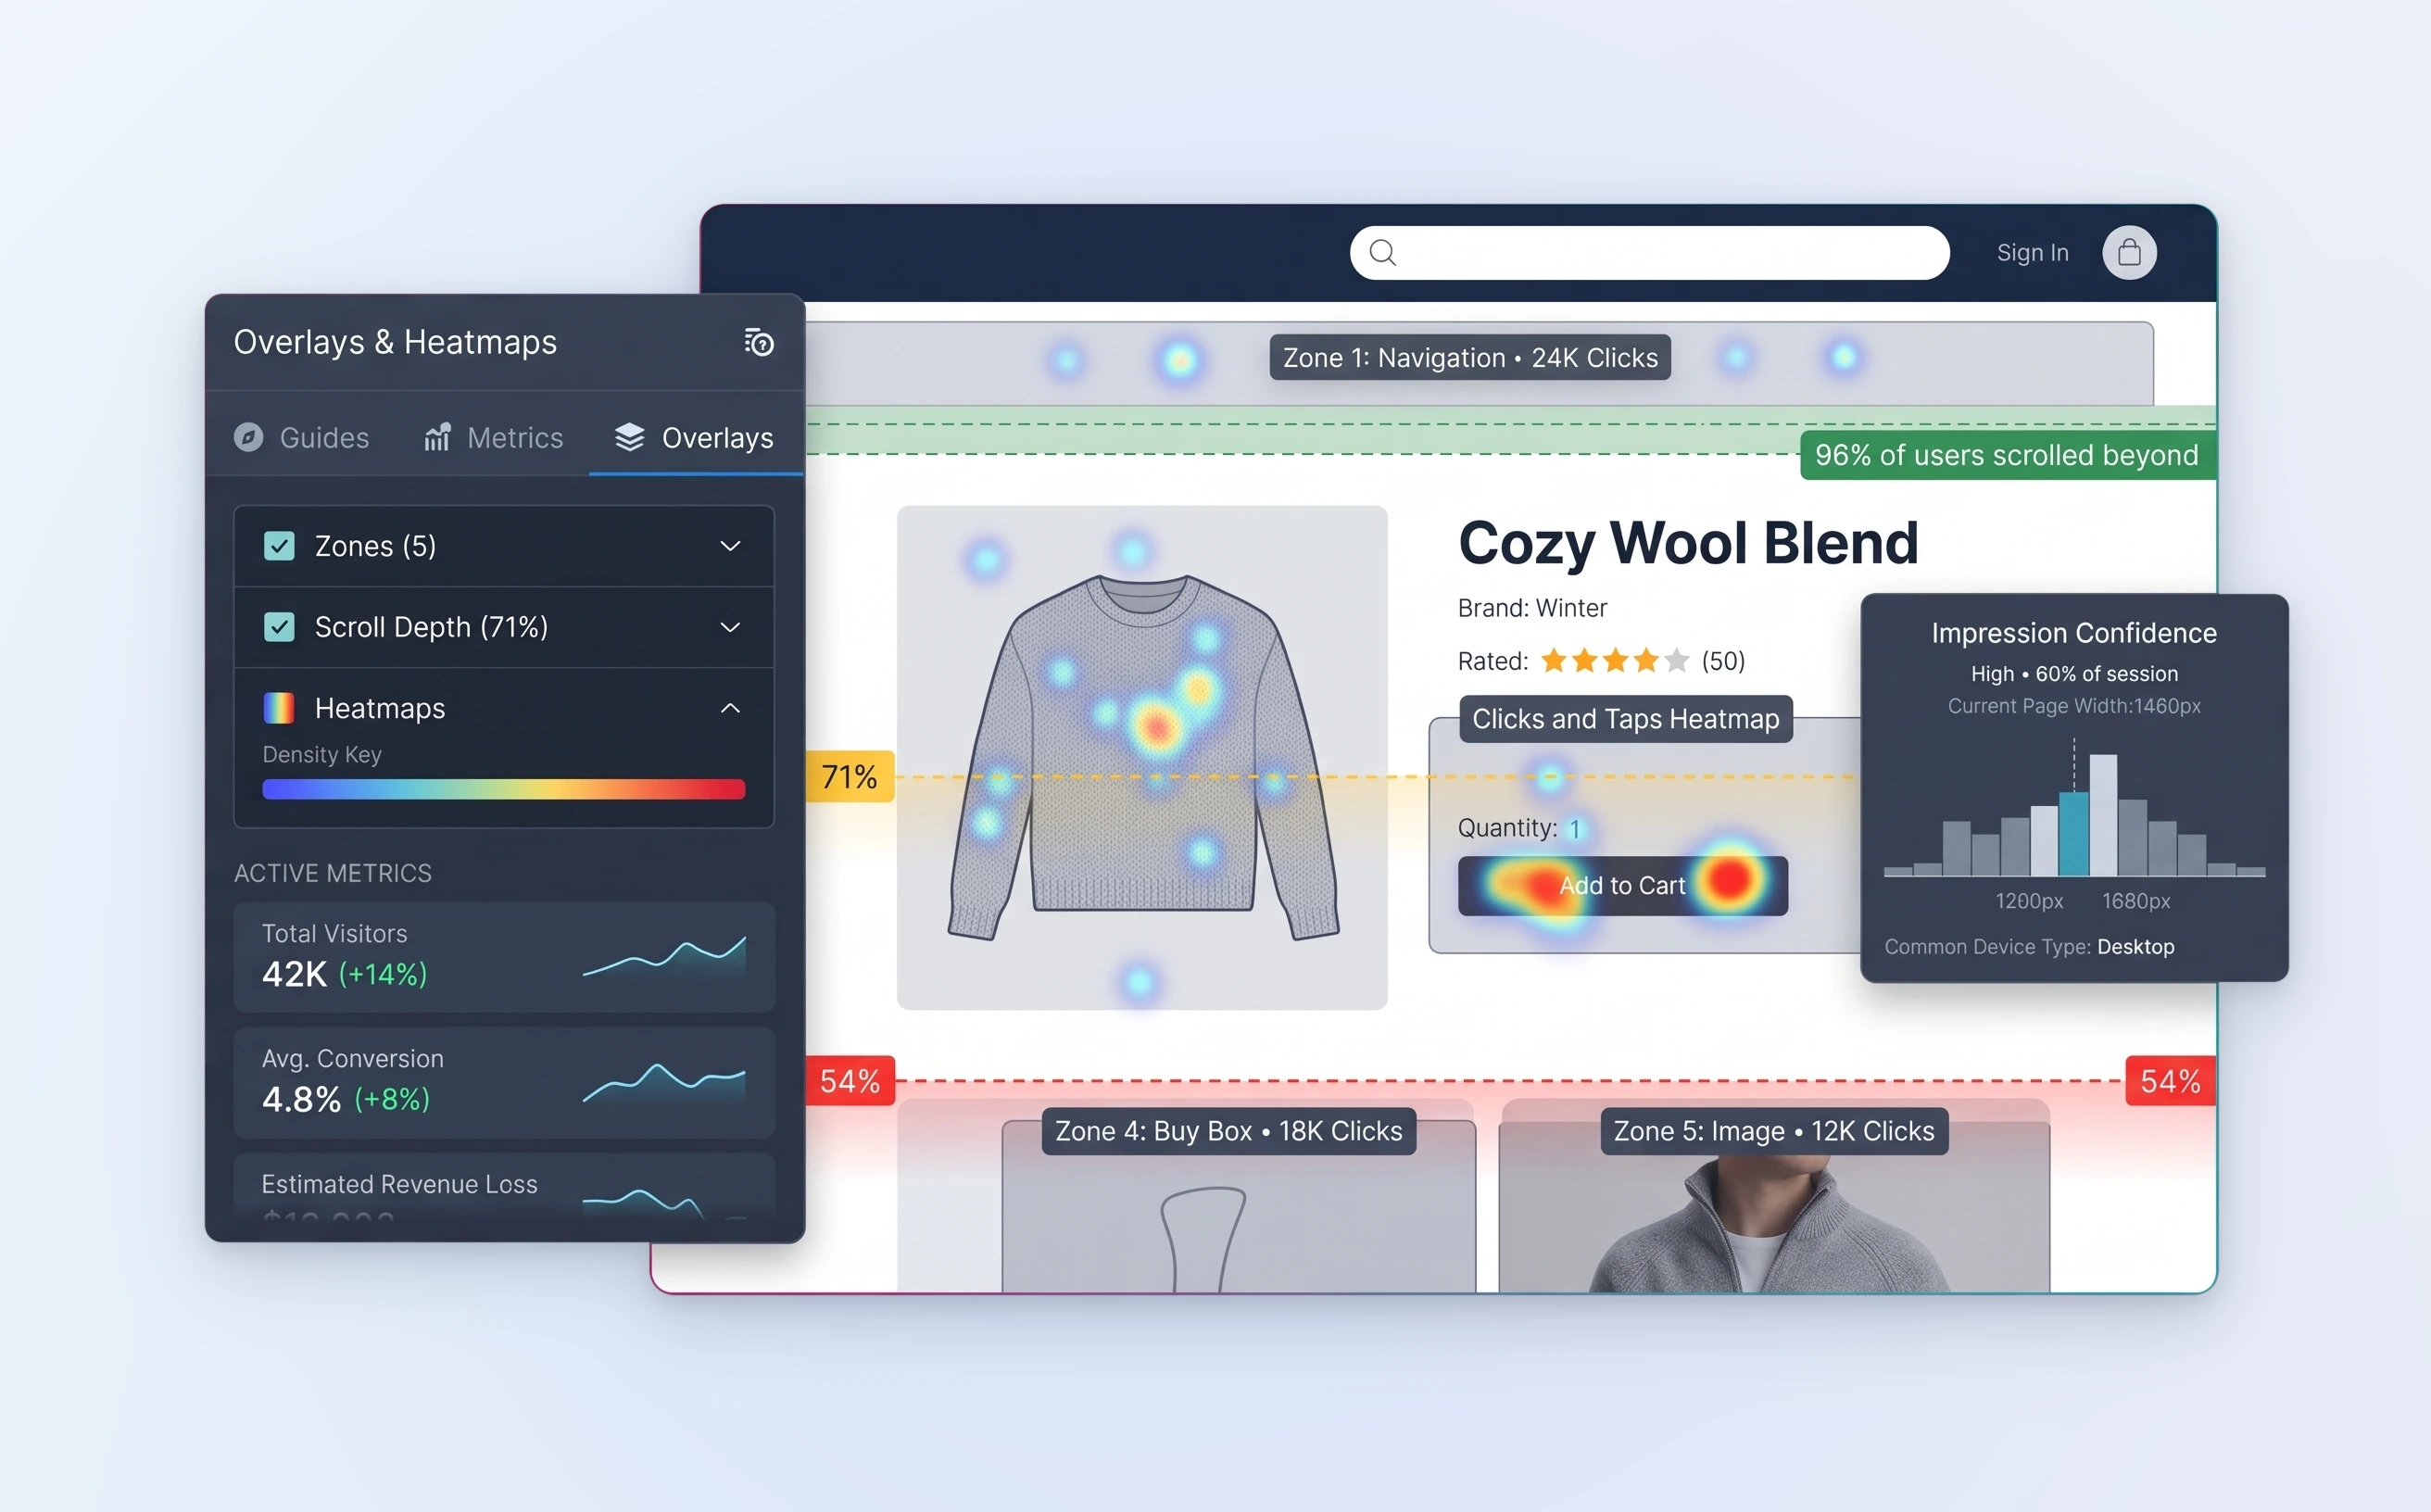 Sign In
Overlays & Heatmaps
Guides
Metrics
Overlays
Zones (5)
Scroll Depth (71%)
Heatmaps
Density Key
ACTIVE METRICS
Total Visitors
42K (+14%)
Avg. Conversion
4.8% (+8%)
Estimated Revenue Loss
Zone 1: Navigation • 24K Clicks
96% of users scrolled beyond
Cozy Wool Blend
Brand: Winter
Rated: (50)
Clicks and Taps Heatmap
71%
Quantity: 1
Add to Cart
Impression Confidence
High • 60% of session
Current Page Width:1460px
1200px 1680px
Common Device Type: Desktop
54%
54%
Zone 4: Buy Box • 18K Clicks
Zone 5: Image • 12K Clicks